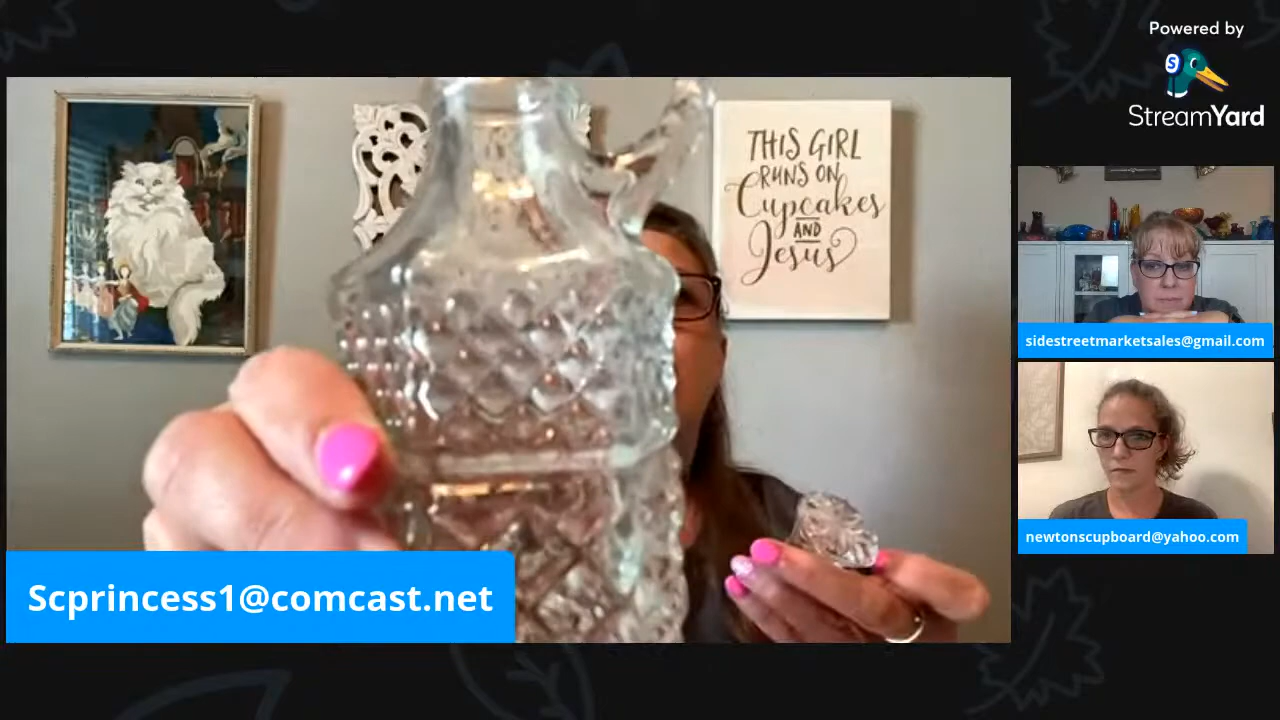 Powered by
S
StreamYard
THIS GIRL
RUNS ON
Cupcakes
AND
Jesus
sidestreetmarketsales@gmail.com
newtonscupboard@yahoo.com
Scprincess1@comcast.net